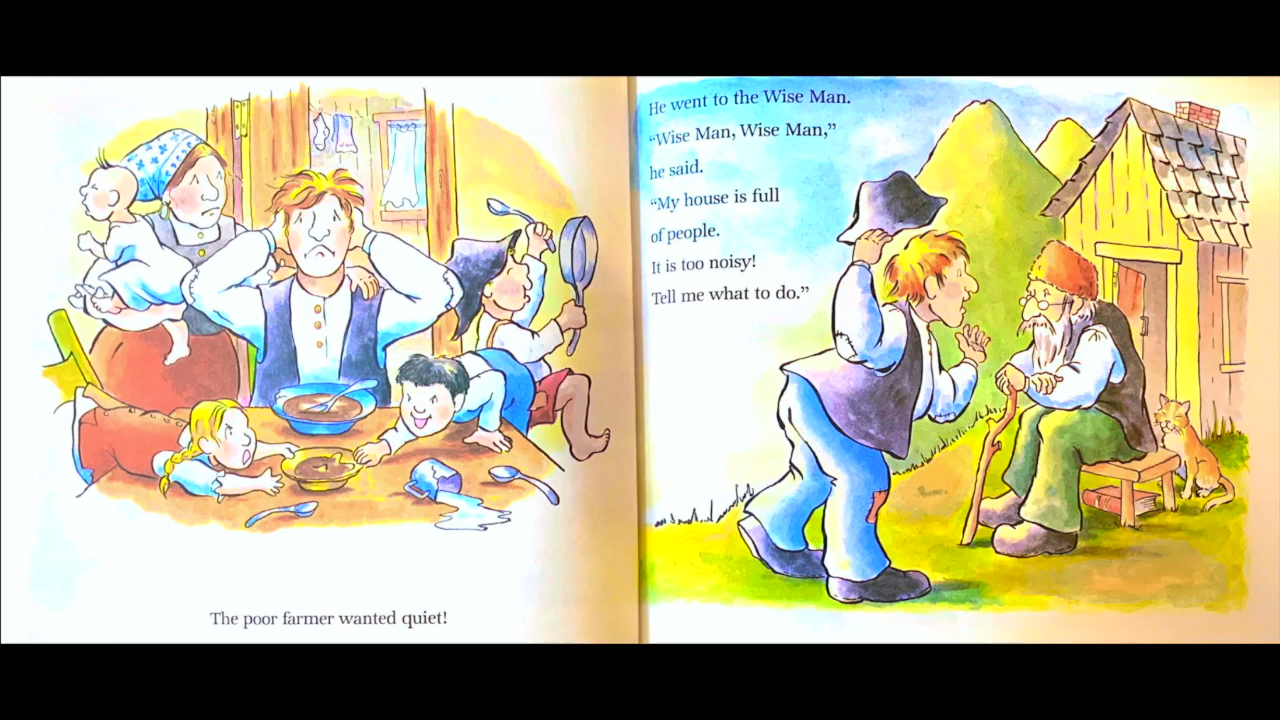 The poor farmer wanted quiet!
He went to the Wise Man.
“Wise Man, Wise Man,”
he said.
“My house is full
of people.
It is too noisy!
Tell me what to do.”